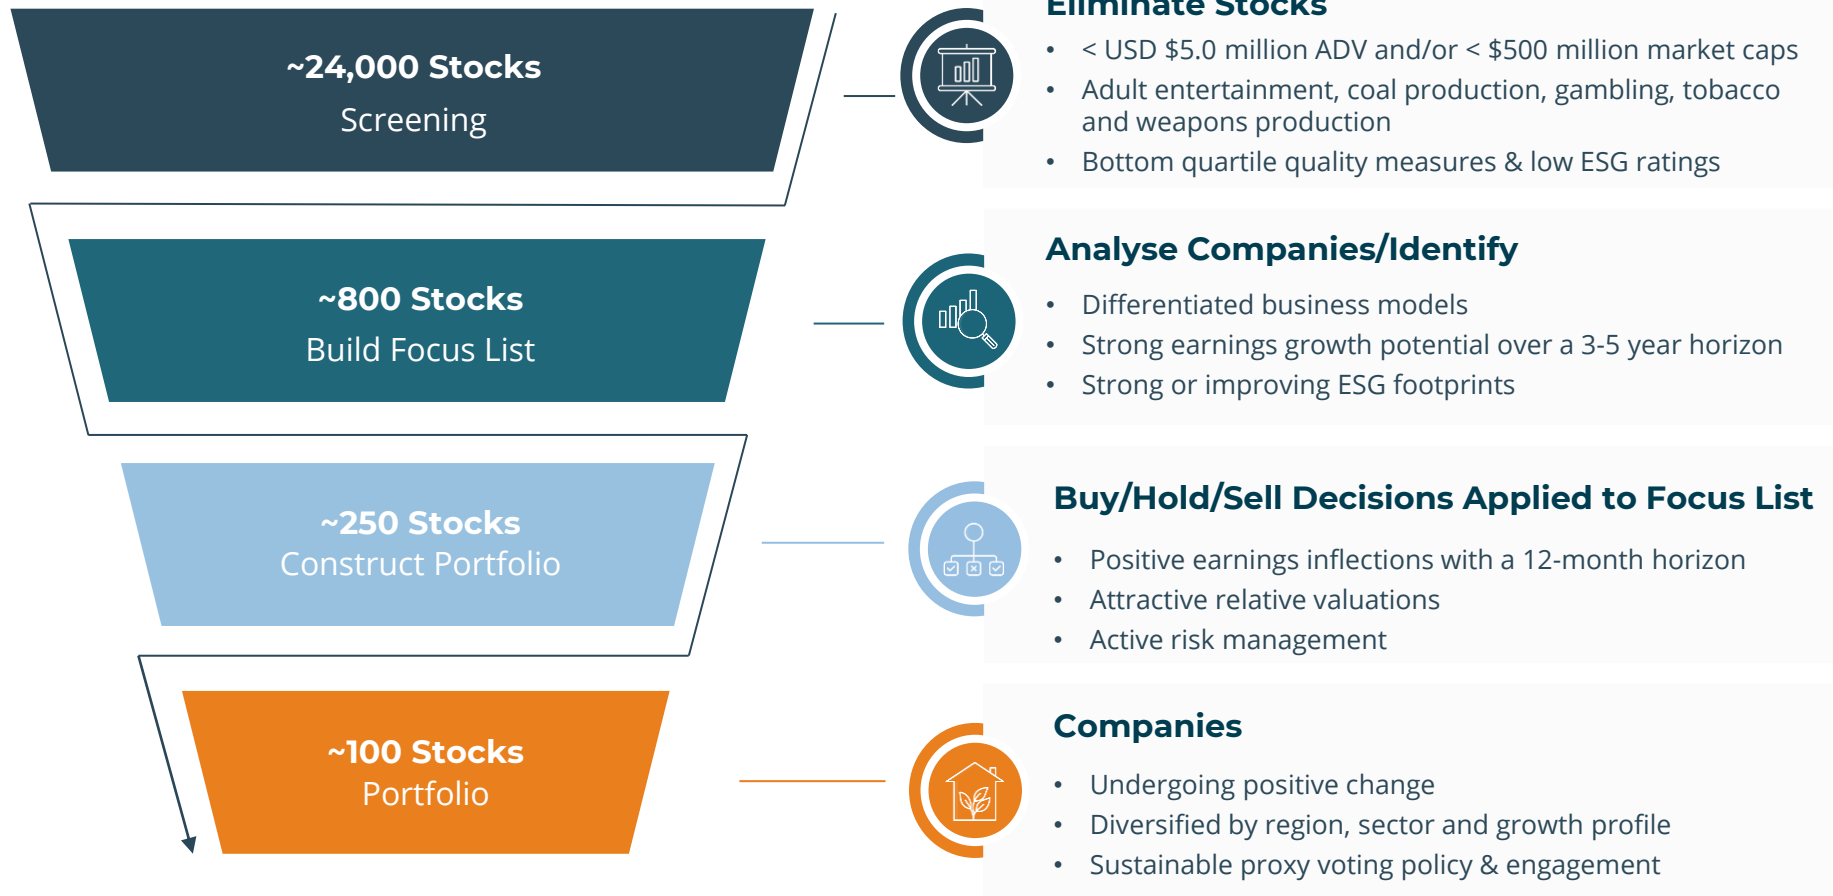 ~24,000 Stocks
Screening
Eliminate Stocks
• < USD $5.0 million ADV and/or < $500 million market caps
• Adult entertainment, coal production, gambling, tobacco
and weapons production
• Bottom quartile quality measures & low ESG ratings
~800 Stocks
Build Focus List
Analyse Companies/Identify
• Differentiated business models
• Strong earnings growth potential over a 3-5 year horizon
• Strong or improving ESG footprints
~250 Stocks
Construct Portfolio
Buy/Hold/Sell Decisions Applied to Focus List
• Positive earnings inflections with a 12-month horizon
• Attractive relative valuations
• Active risk management
~100 Stocks
Portfolio
Companies
• Undergoing positive change
• Diversified by region, sector and growth profile
• Sustainable proxy voting policy & engagement